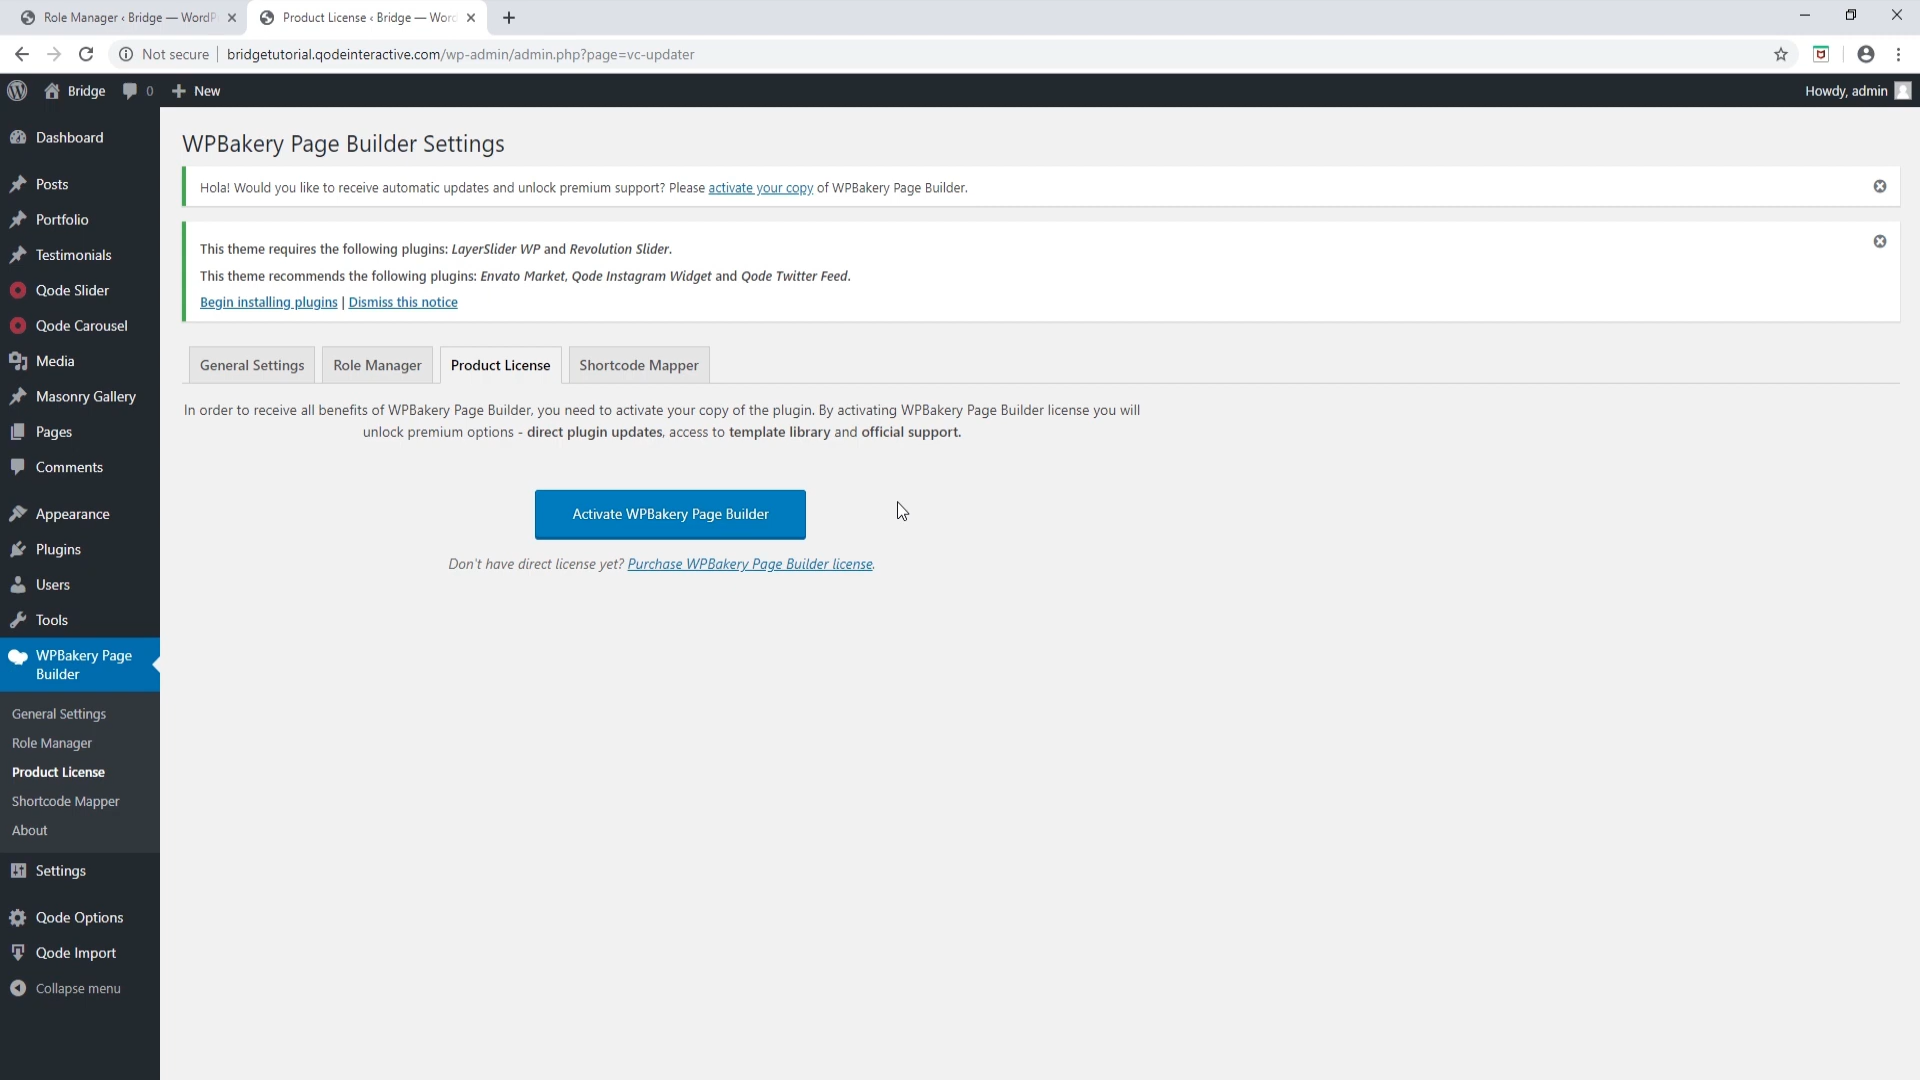 Role Manager ‹ Bridge — WordP
Product License ‹ Bridge — Word
Not secure
bridgetutorial.qodeinteractive.com/wp-admin/admin.php?page=vc-updater
Bridge
0
New
Howdy, admin
Dashboard
Posts
Portfolio
Testimonials
Qode Slider
Qode Carousel
Media
Masonry Gallery
Pages
Comments
Appearance
Plugins
Users
Tools
WPBakery Page
Builder
General Settings
Role Manager
Product License
Shortcode Mapper
About
Settings
Qode Options
Qode Import
Collapse menu
WPBakery Page Builder Settings
Hola! Would you like to receive automatic updates and unlock premium support? Please activate your copy of WPBakery Page Builder.
This theme requires the following plugins: LayerSlider WP and Revolution Slider.
This theme recommends the following plugins: Envato Market, Qode Instagram Widget and Qode Twitter Feed.
Begin installing plugins | Dismiss this notice
General Settings
Role Manager
Product License
Shortcode Mapper
In order to receive all benefits of WPBakery Page Builder, you need to activate your copy of the plugin. By activating WPBakery Page Builder license you will
unlock premium options - direct plugin updates, access to template library and official support.
Activate WPBakery Page Builder
Don't have direct license yet? Purchase WPBakery Page Builder license.